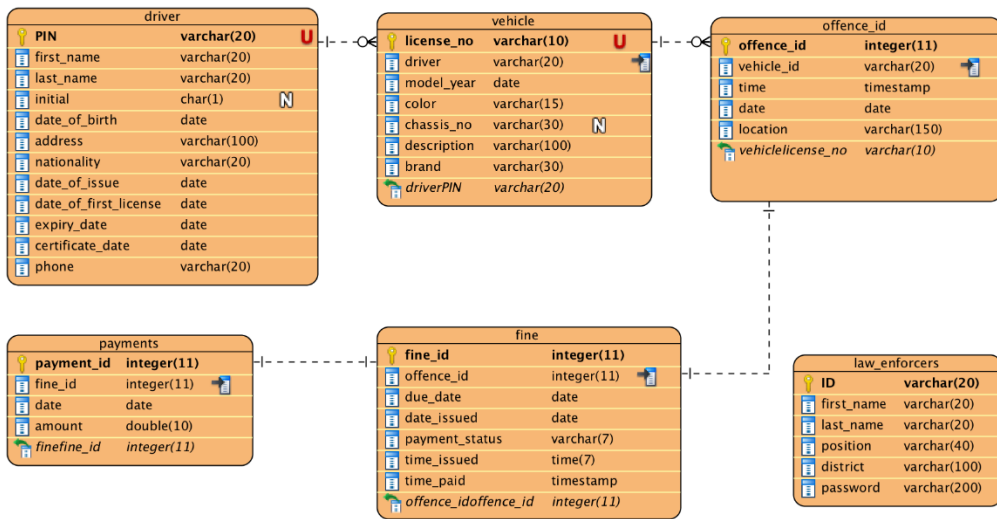 driver
PIN varchar(20) U
first_name varchar(20)
last_name varchar(20)
initial char(1) N
date_of_birth date
address varchar(100)
nationality varchar(20)
date_of_issue date
date_of_first_license date
expiry_date date
certificate_date date
phone varchar(20)
vehicle
license_no varchar(10) U
driver varchar(20)
model_year date
color varchar(15)
chassis_no varchar(30) N
description varchar(100)
brand varchar(30)
driverPIN varchar(20)
offence_id
offence_id integer(11)
vehicle_id varchar(20)
time timestamp
date date
location varchar(150)
vehiclelicense_no varchar(10)
payments
payment_id integer(11)
fine_id integer(11)
date date
amount double(10)
finefine_id integer(11)
fine
fine_id integer(11)
offence_id integer(11)
due_date date
date_issued date
payment_status varchar(7)
time_issued time(7)
time_paid timestamp
offence_idoffence_id integer(11)
law_enforcers
ID varchar(20)
first_name varchar(20)
last_name varchar(20)
position varchar(40)
district varchar(100)
password varchar(200)